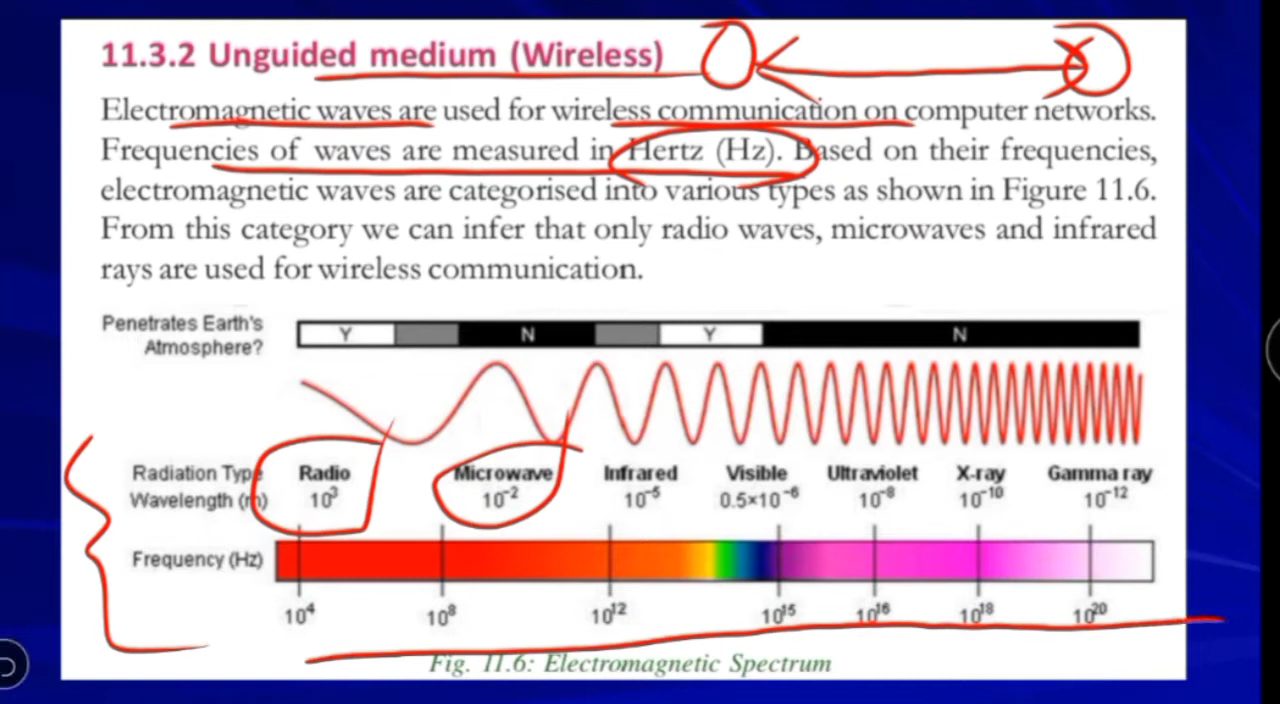 11.3.2 Unguided medium (Wireless)
Electromagnetic waves are used for wireless communication on computer networks.
Frequencies of waves are measured in Hertz (Hz). Based on their frequencies,
electromagnetic waves are categorised into various types as shown in Figure 11.6.
From this category we can infer that only radio waves, microwaves and infrared
rays are used for wireless communication.
Penetrates Earth's
Atmosphere?
Y N Y N
Radiation Type Radio Microwave Infrared Visible Ultraviolet X-ray Gamma ray
Wavelength (m) 10³ 10⁻² 10⁻⁵ 0.5×10⁻⁶ 10⁻⁸ 10⁻¹⁰ 10⁻¹²
Frequency (Hz)
10⁴ 10⁸ 10¹² 10¹⁵ 10¹⁶ 10¹⁸ 10²⁰
Fig. 11.6: Electromagnetic Spectrum